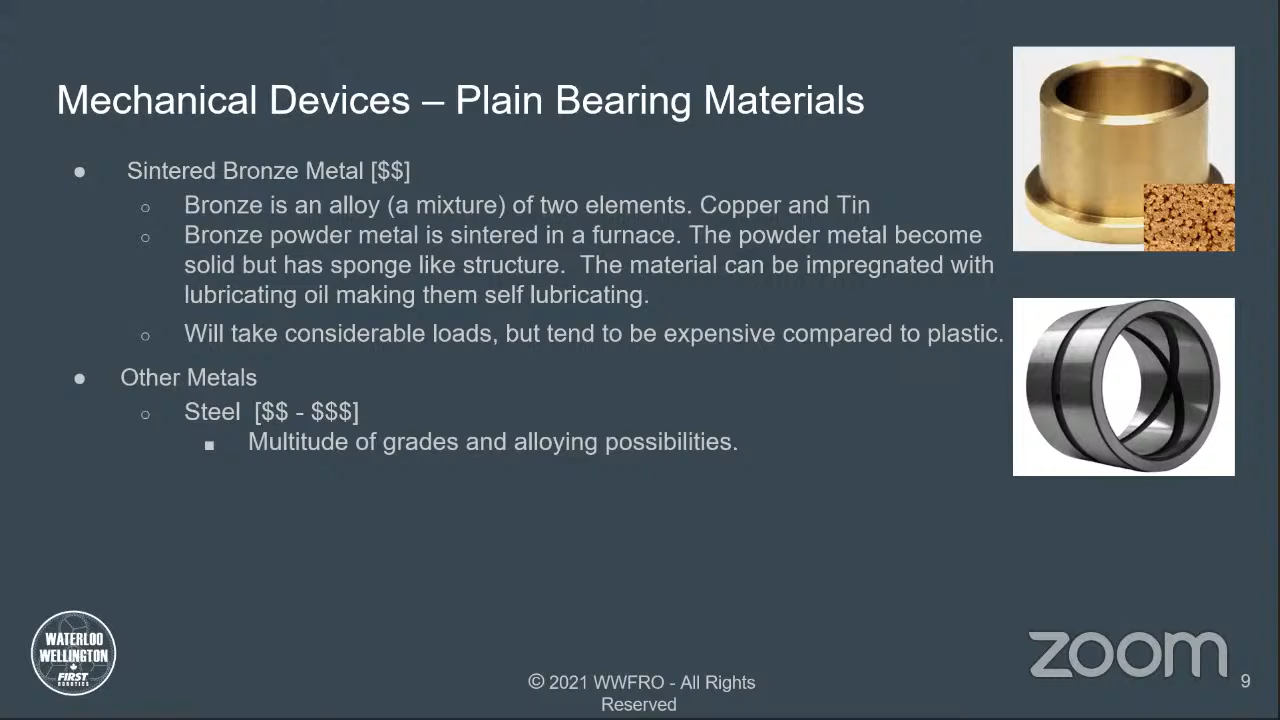 Mechanical Devices – Plain Bearing Materials
● Sintered Bronze Metal [$$]
○ Bronze is an alloy (a mixture) of two elements. Copper and Tin
○ Bronze powder metal is sintered in a furnace. The powder metal become
solid but has sponge like structure.  The material can be impregnated with
lubricating oil making them self lubricating.
○ Will take considerable loads, but tend to be expensive compared to plastic.
● Other Metals
○ Steel  [$$ - $$$]
■ Multitude of grades and alloying possibilities.
WATERLOO
WELLINGTON
FIRST
ROBOTICS
© 2021 WWFRO - All Rights
Reserved
zoom
9